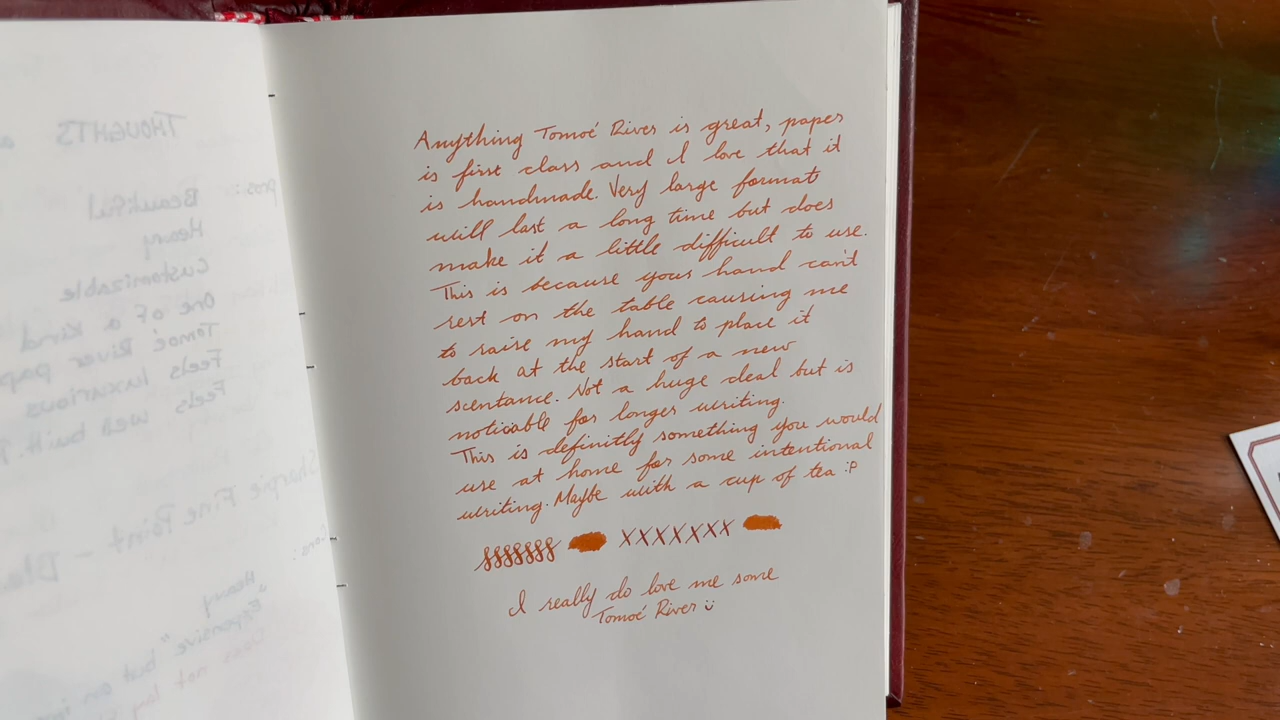 THOUGHTS
pros:
Beautiful
Heavy
Customizable
One of a Kind
Tomoé River
Feels luxurious
Feels well built.
Sharpie Fine Point -
"Heavy
"Expensive" but an
not
Anything Tomoé River is great, paper
is first class and I love that it
is handmade. Very large format
will last a long time but does
make it a little difficult to use.
This is because your hand can't
rest on the table causing me
to raise my hand to place it
back at the start of a new
scentance. Not a huge deal but is
noticable for longer writing.
This is definitly something you would
use at home for some intentional
writing. Maybe with a cup of tea :P
XXXXXXX
I really do love me some
Tomoé River